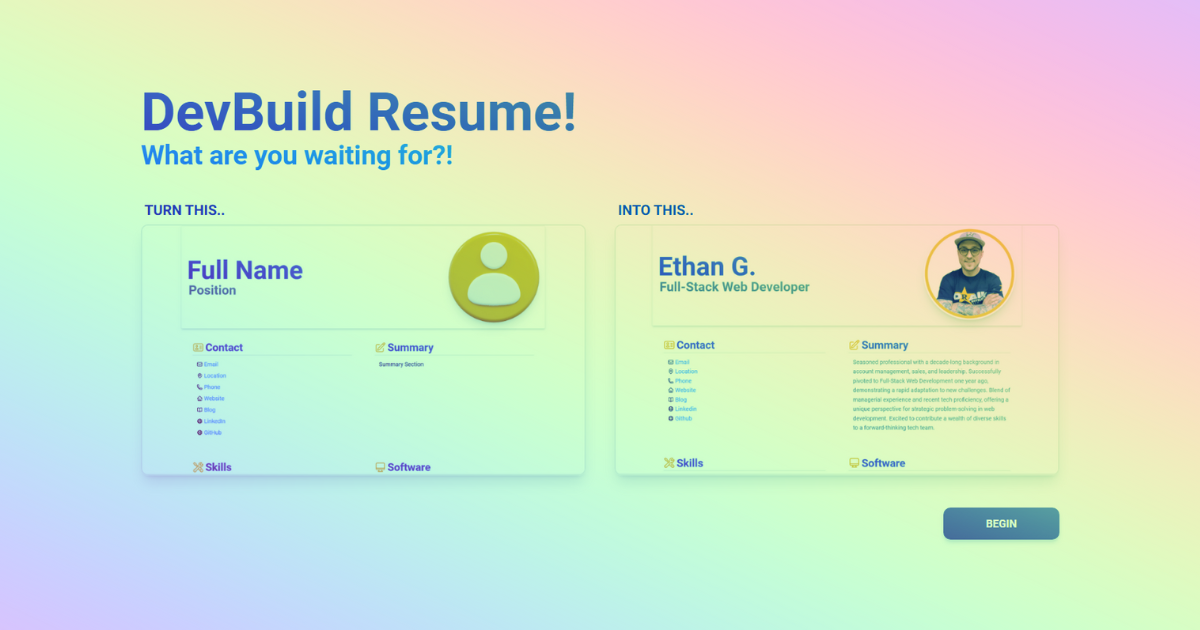 DevBuild Resume!
What are you waiting for?!
TURN THIS..
Full Name
Position
Contact
Email
Location
Phone
Website
Blog
LinkedIn
GitHub
Summary
Summary Section
Skills
Software
INTO THIS..
Ethan G.
Full-Stack Web Developer
Contact
Email
Location
Phone
Website
Blog
LinkedIn
Github
Summary
Seasoned professional with a decade-long background in
account management, sales, and leadership. Successfully
pivoted to Full-Stack Web Development one year ago,
demonstrating a rapid adaptation to new challenges. Blend of
managerial experience and recent tech proficiency, offering a
unique perspective for strategic problem-solving in web
development. Excited to contribute a wealth of diverse skills
to a forward-thinking tech team.
Skills
Software
BEGIN